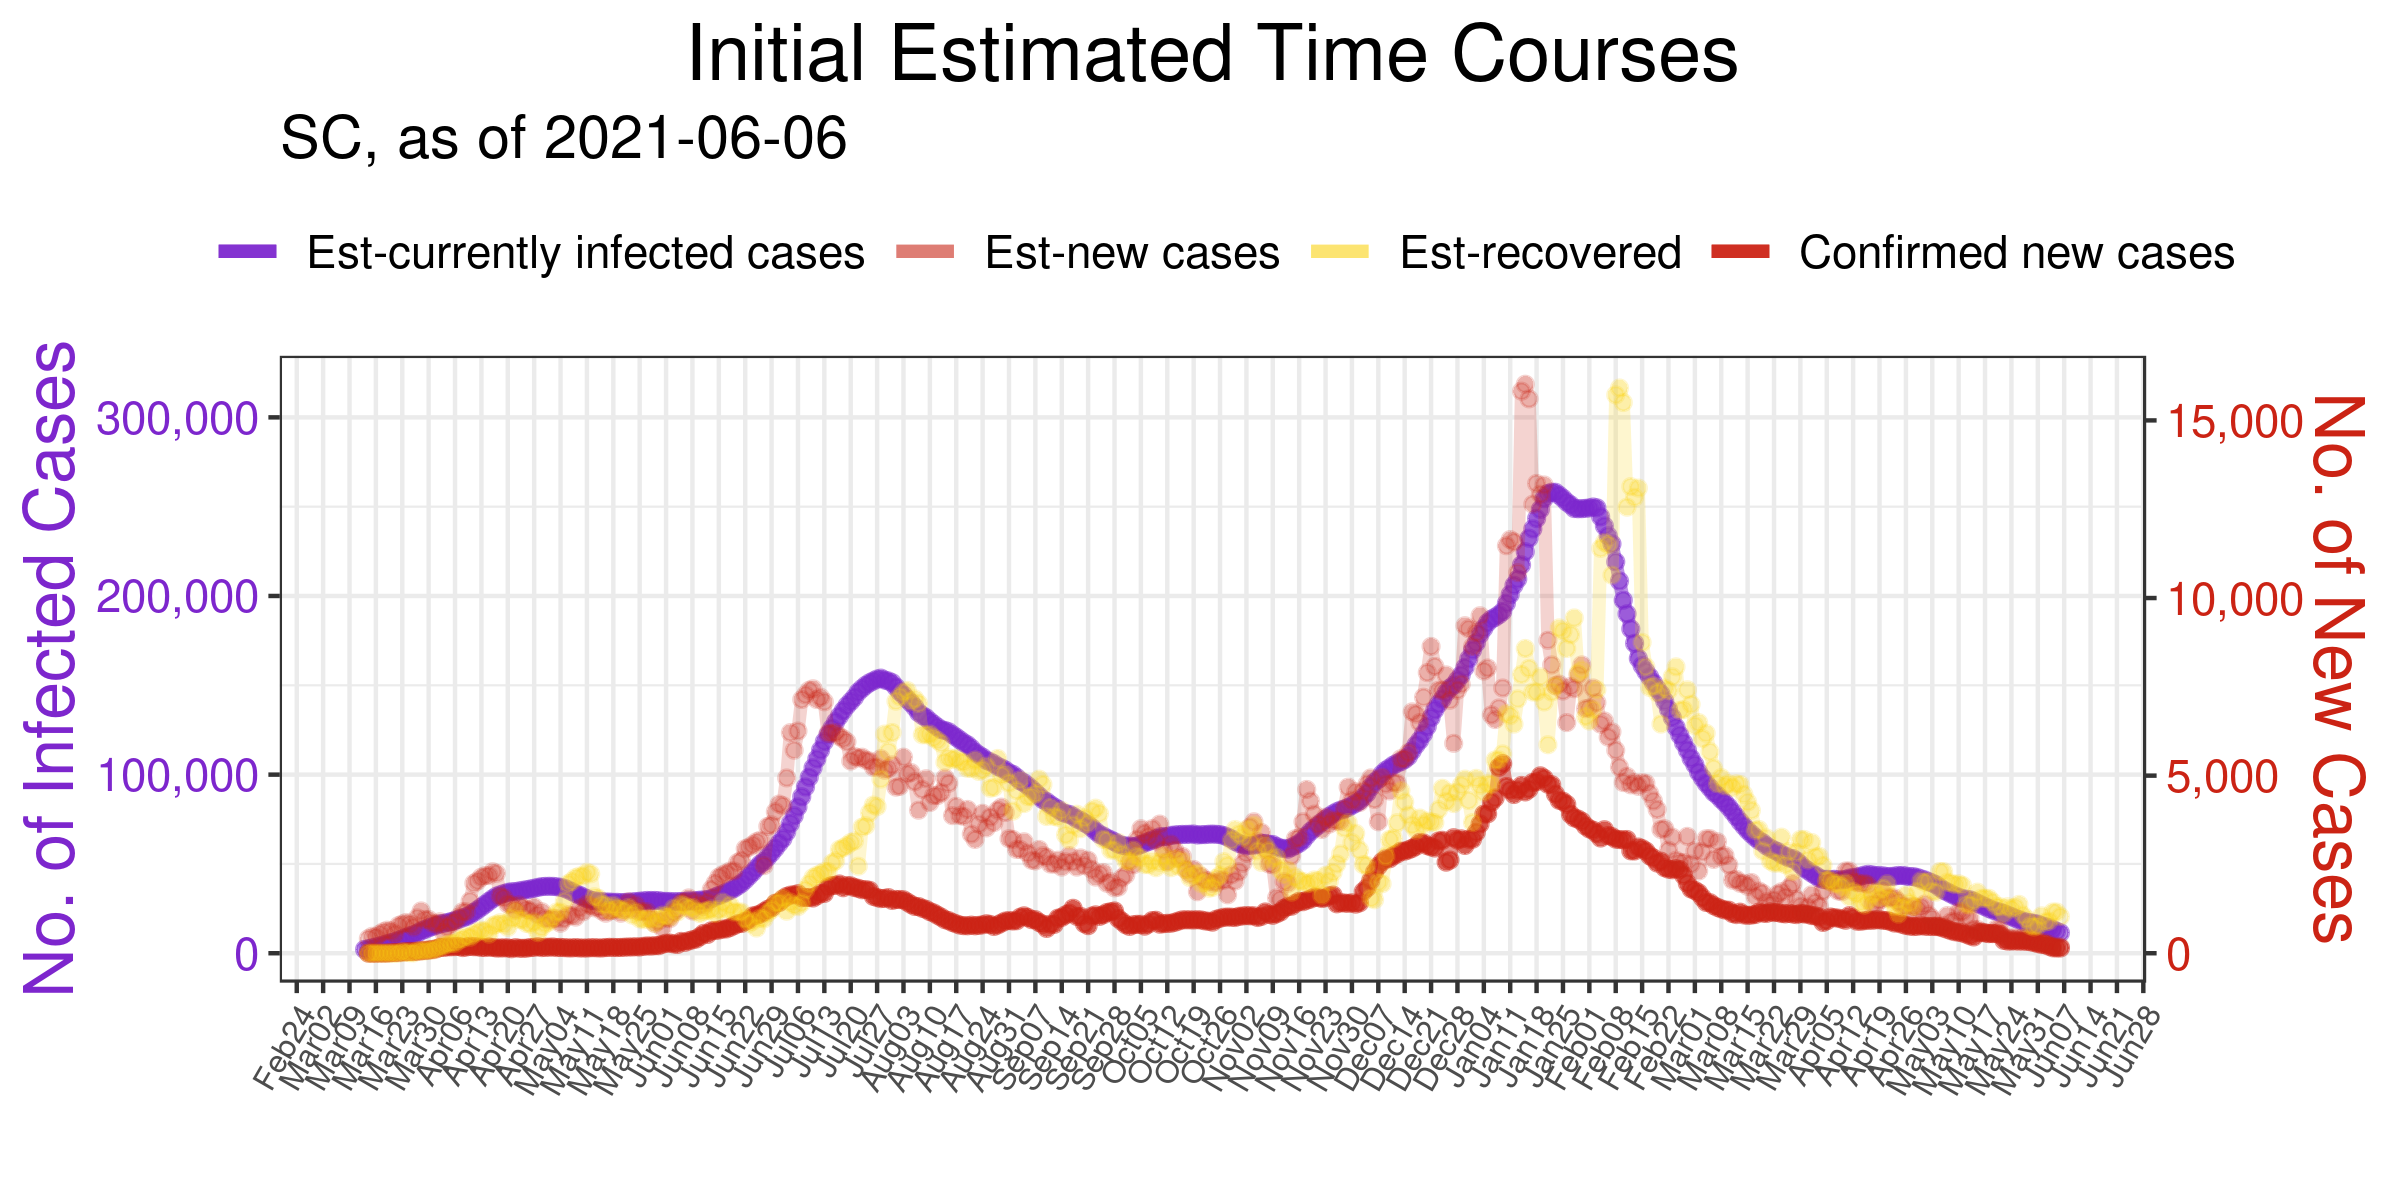 Initial Estimated Time Courses
SC, as of 2021-06-06
Est-currently infected cases Est-new cases Est-recovered Confirmed new cases
No. of Infected Cases
300,000
200,000
100,000
0
15,000
10,000
5,000
0
No. of New Cases
Feb24 Mar02 Mar09 Mar16 Mar23 Mar30 Apr06 Apr13 Apr20 Apr27 May04 May11 May18 May25 Jun01 Jun08 Jun15 Jun22 Jun29 Jul06 Jul13 Jul20 Jul27 Aug03 Aug10 Aug17 Aug24 Aug31 Sep07 Sep14 Sep21 Sep28 Oct05 Oct12 Oct19 Oct26 Nov02 Nov09 Nov16 Nov23 Nov30 Dec07 Dec14 Dec21 Dec28 Jan04 Jan11 Jan18 Jan25 Feb01 Feb08 Feb15 Feb22 Mar01 Mar08 Mar15 Mar22 Mar29 Apr05 Apr12 Apr19 Apr26 May03 May10 May17 May24 May31 Jun07 Jun14 Jun21 Jun28